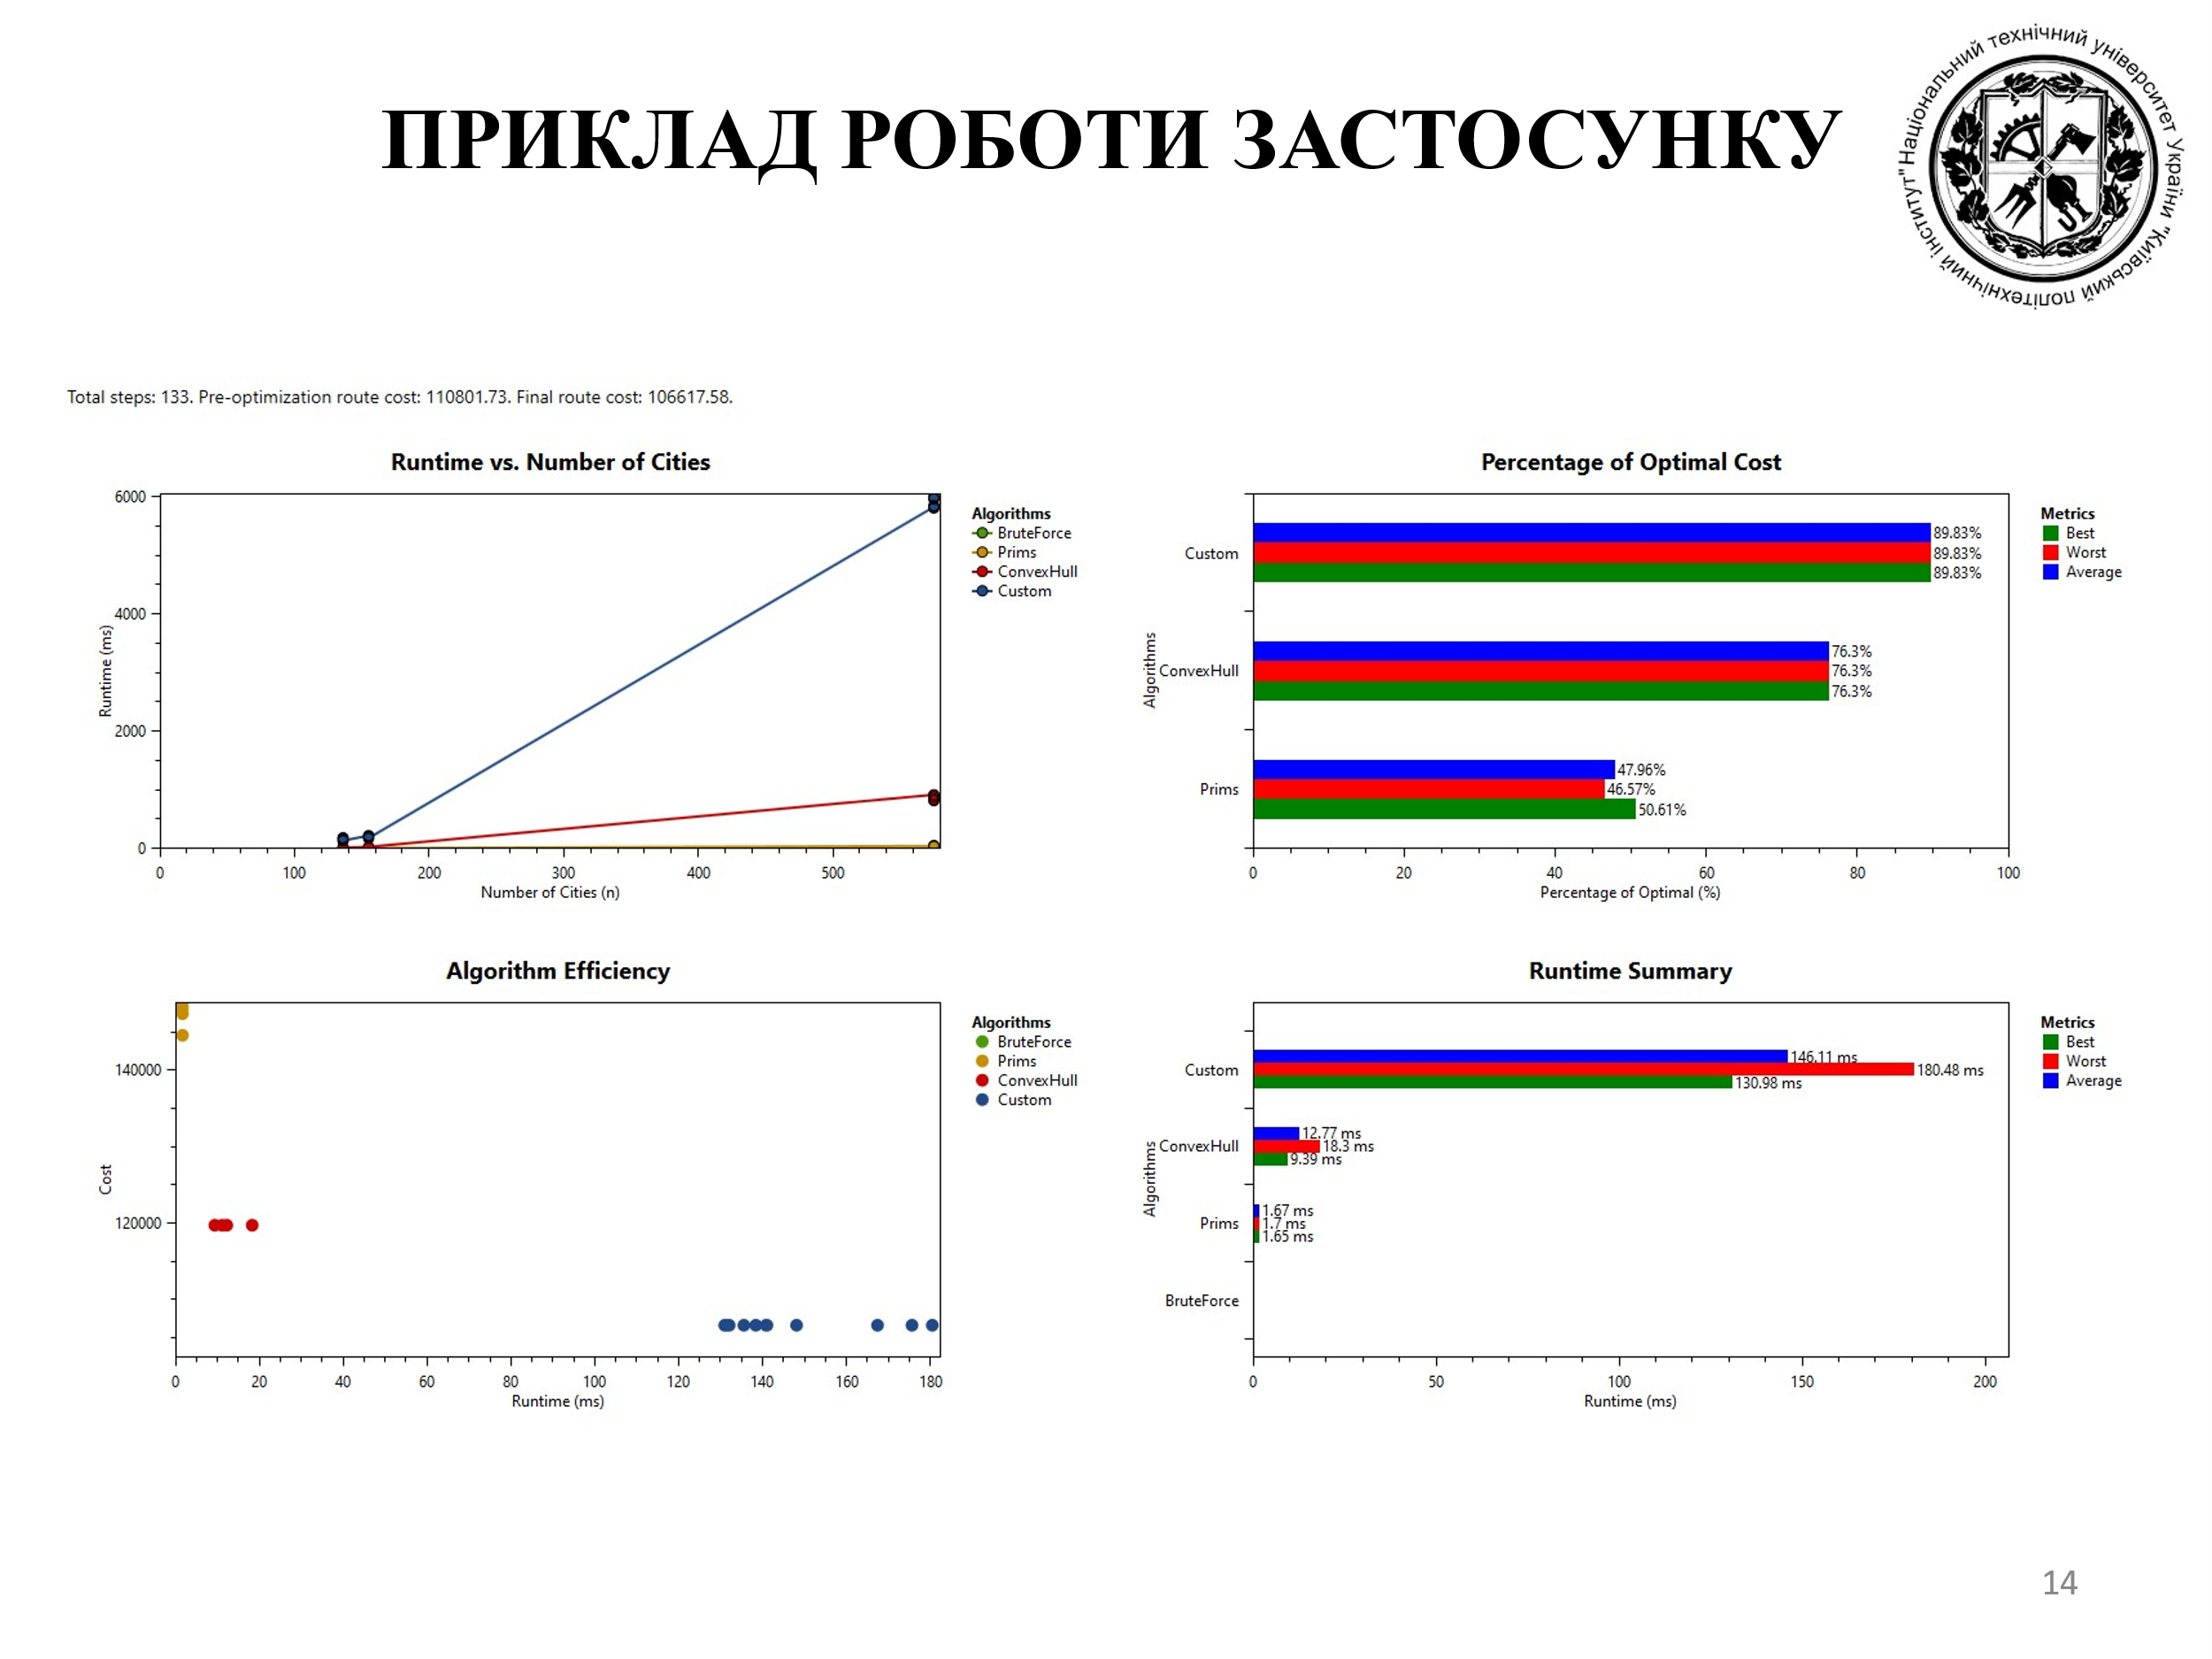 ПРИКЛАД РОБОТИ ЗАСТОСУНКУ
Національний технічний університет України "Київський політехнічний інститут"
Total steps: 133. Pre-optimization route cost: 110801.73. Final route cost: 106617.58.
Runtime vs. Number of Cities
6000
4000
2000
0
Runtime (ms)
0 100 200 300 400 500
Number of Cities (n)
Algorithms
BruteForce
Prims
ConvexHull
Custom
Percentage of Optimal Cost
Algorithms
Custom
89.83%
89.83%
89.83%
ConvexHull
76.3%
76.3%
76.3%
Prims
47.96%
46.57%
50.61%
0 20 40 60 80 100
Percentage of Optimal (%)
Metrics
Best
Worst
Average
Algorithm Efficiency
140000
120000
Cost
0 20 40 60 80 100 120 140 160 180
Runtime (ms)
Algorithms
BruteForce
Prims
ConvexHull
Custom
Runtime Summary
Algorithms
Custom
146.11 ms
180.48 ms
130.98 ms
ConvexHull
12.77 ms
18.3 ms
9.39 ms
Prims
1.67 ms
1.7 ms
1.65 ms
BruteForce
0 50 100 150 200
Runtime (ms)
Metrics
Best
Worst
Average
14